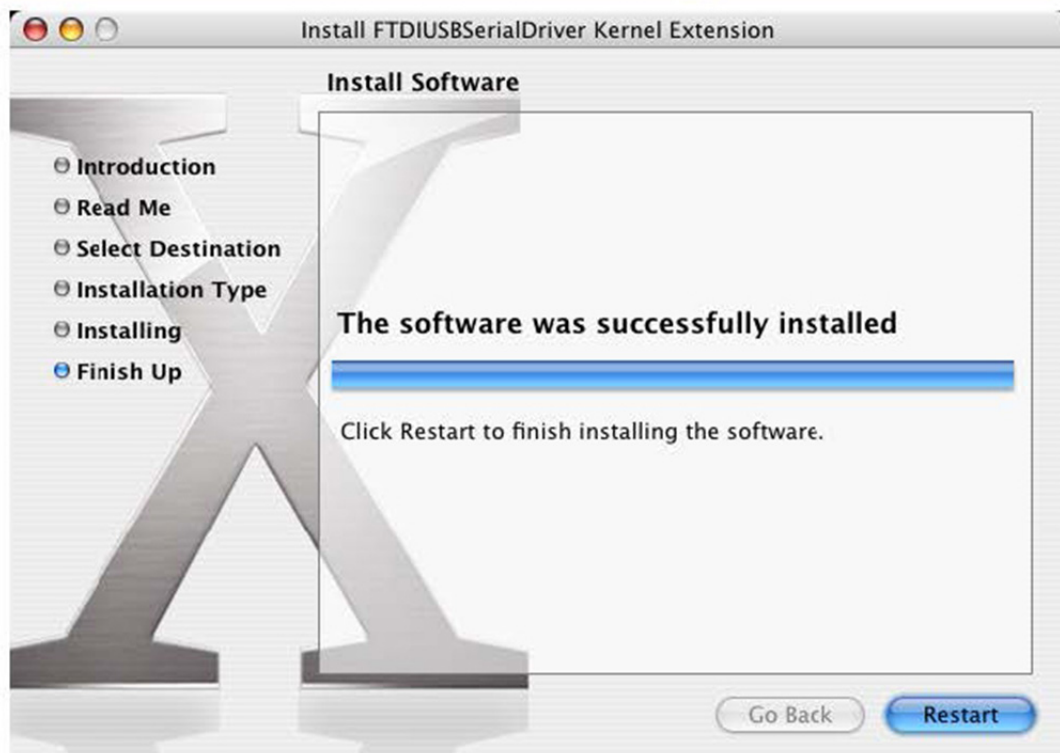 Install FTDIUSBSerialDriver Kernel Extension
Install Software
Introduction
Read Me
Select Destination
Installation Type
Installing
Finish Up
The software was successfully installed
Click Restart to finish installing the software.
Go Back
Restart